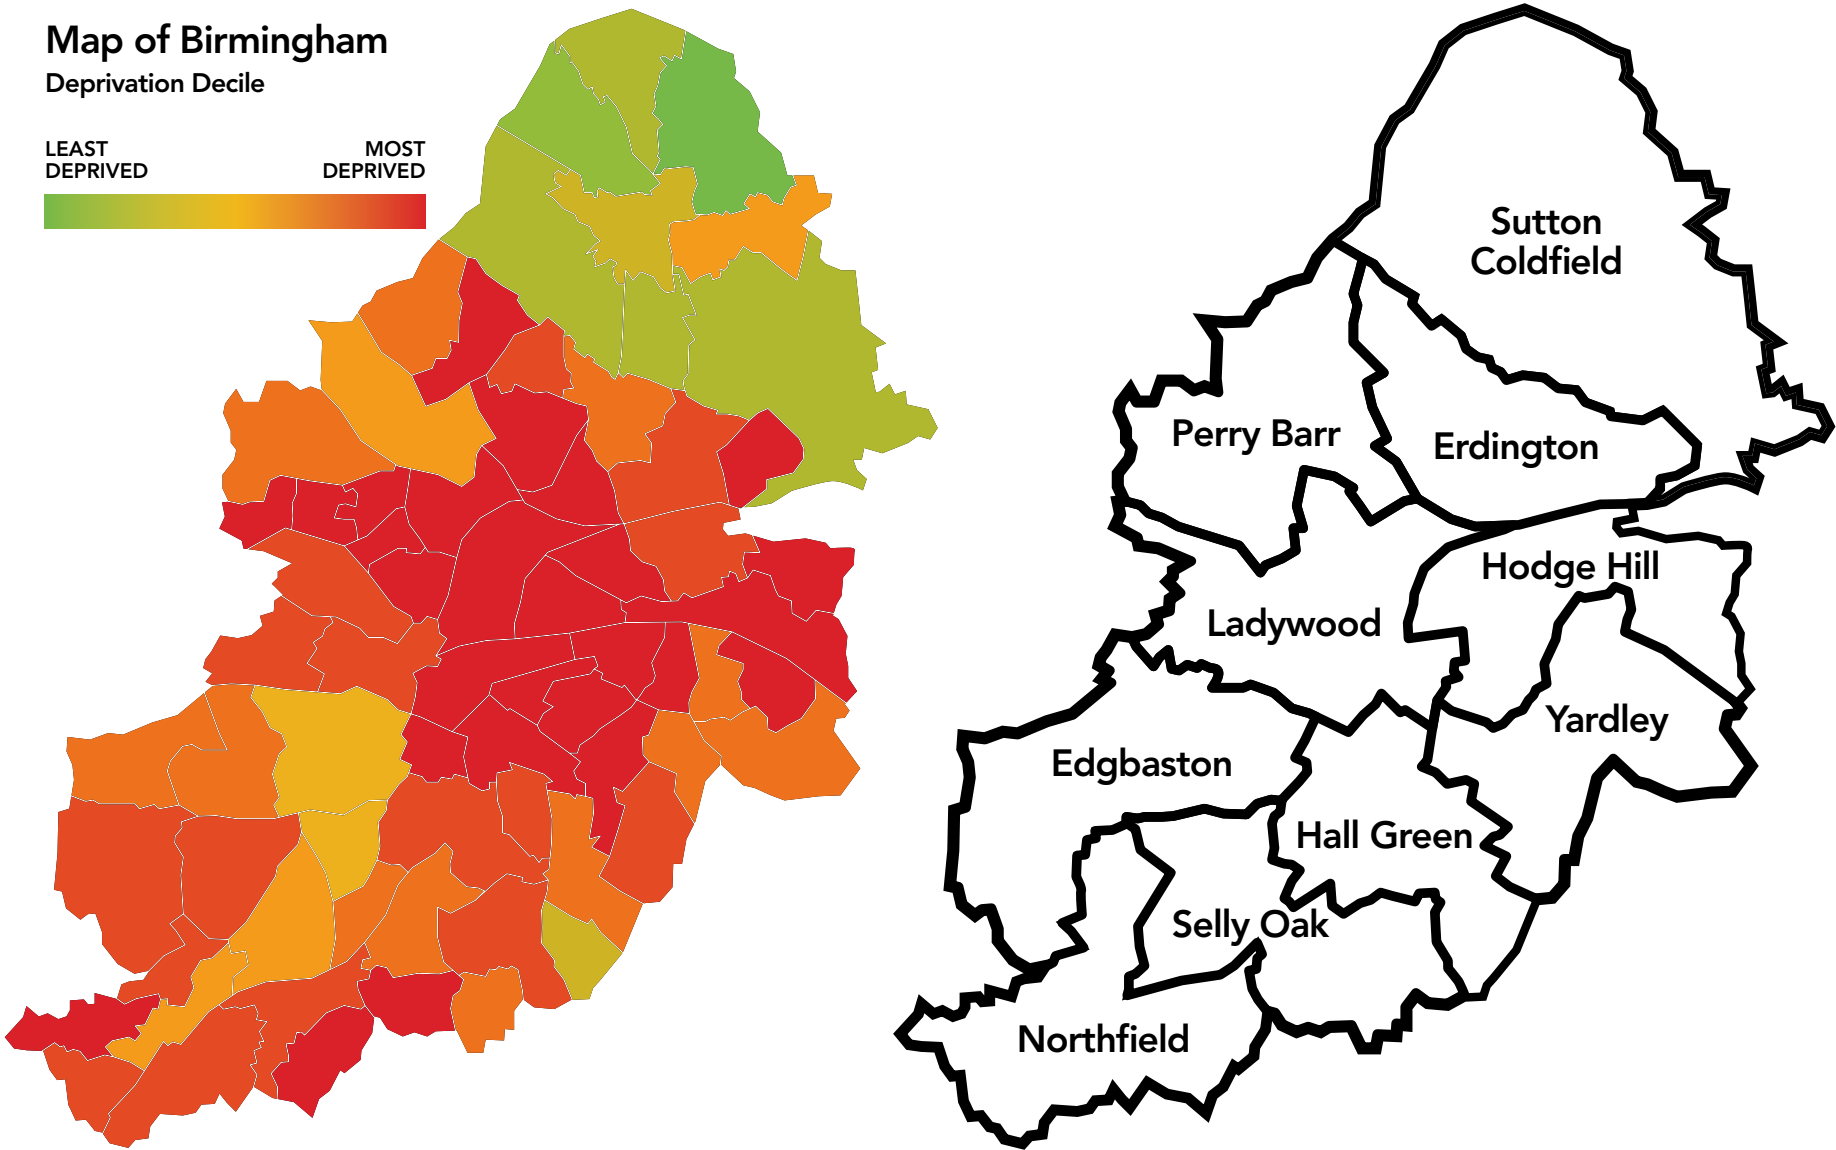 Map of Birmingham
Deprivation Decile
LEAST
DEPRIVED
MOST
DEPRIVED
Sutton
Coldfield
Perry Barr
Erdington
Hodge Hill
Ladywood
Yardley
Edgbaston
Hall Green
Selly Oak
Northfield